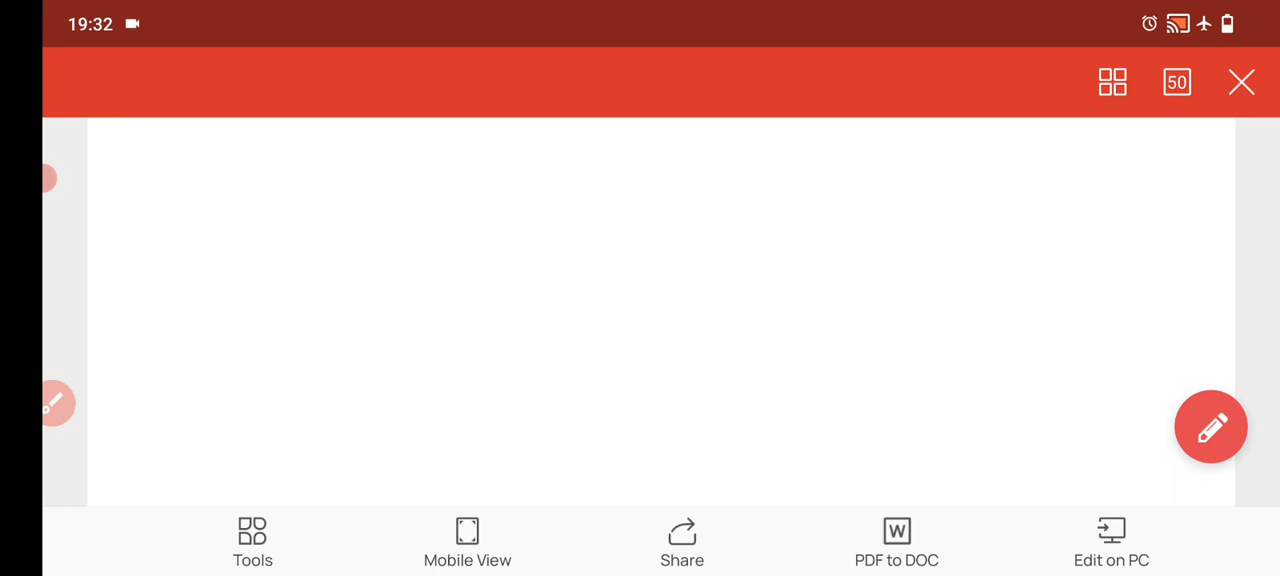 19:32
50
W
Tools
Mobile View
Share
PDF to DOC
Edit on PC